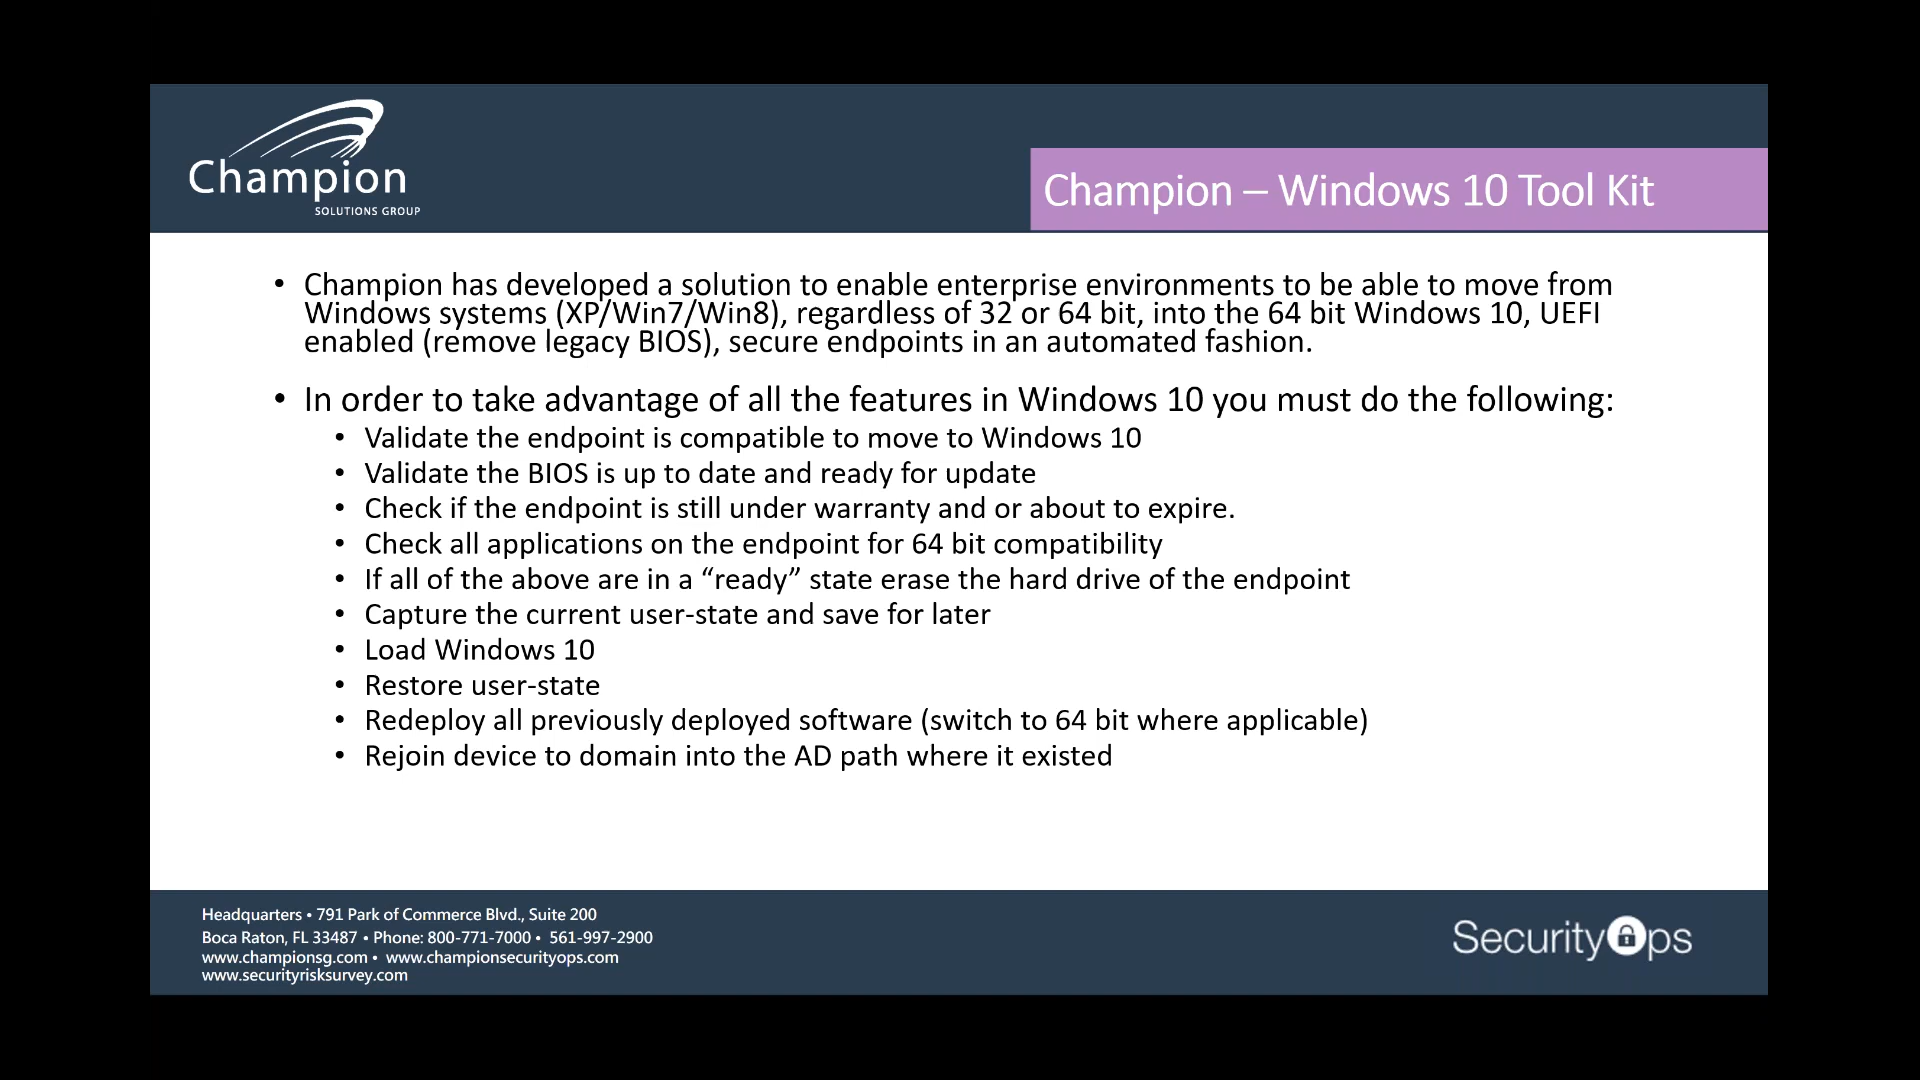 Champion
SOLUTIONS GROUP
Champion – Windows 10 Tool Kit
• Champion has developed a solution to enable enterprise environments to be able to move from
Windows systems (XP/Win7/Win8), regardless of 32 or 64 bit, into the 64 bit Windows 10, UEFI
enabled (remove legacy BIOS), secure endpoints in an automated fashion.
• In order to take advantage of all the features in Windows 10 you must do the following:
• Validate the endpoint is compatible to move to Windows 10
• Validate the BIOS is up to date and ready for update
• Check if the endpoint is still under warranty and or about to expire.
• Check all applications on the endpoint for 64 bit compatibility
• If all of the above are in a “ready” state erase the hard drive of the endpoint
• Capture the current user-state and save for later
• Load Windows 10
• Restore user-state
• Redeploy all previously deployed software (switch to 64 bit where applicable)
• Rejoin device to domain into the AD path where it existed
Headquarters • 791 Park of Commerce Blvd., Suite 200
Boca Raton, FL 33487 • Phone: 800-771-7000 • 561-997-2900
www.championsg.com • www.championsecurityops.com
www.securityrisksurvey.com
SecurityOps